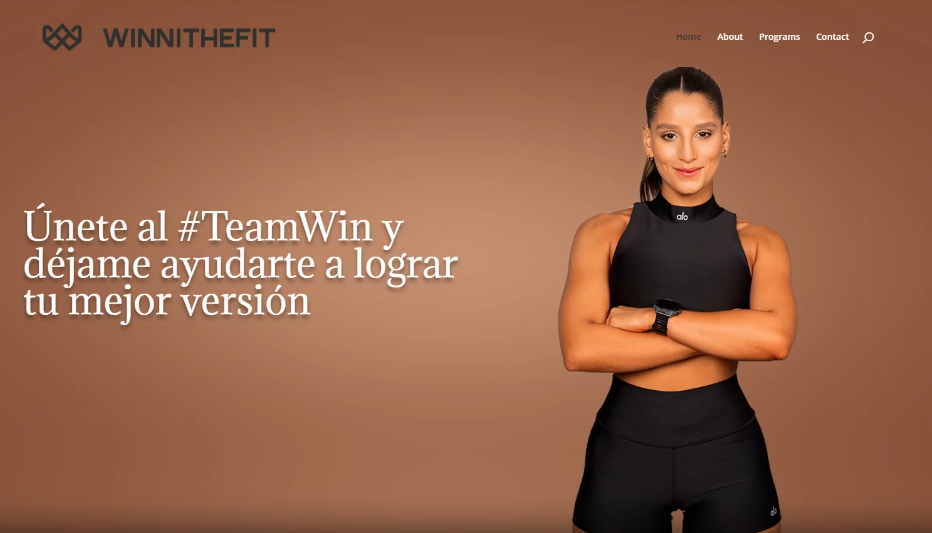 WINNITHEFIT
Home About Programs Contact
Únete al #TeamWin y
déjame ayudarte a lograr
tu mejor versión
alo
alo